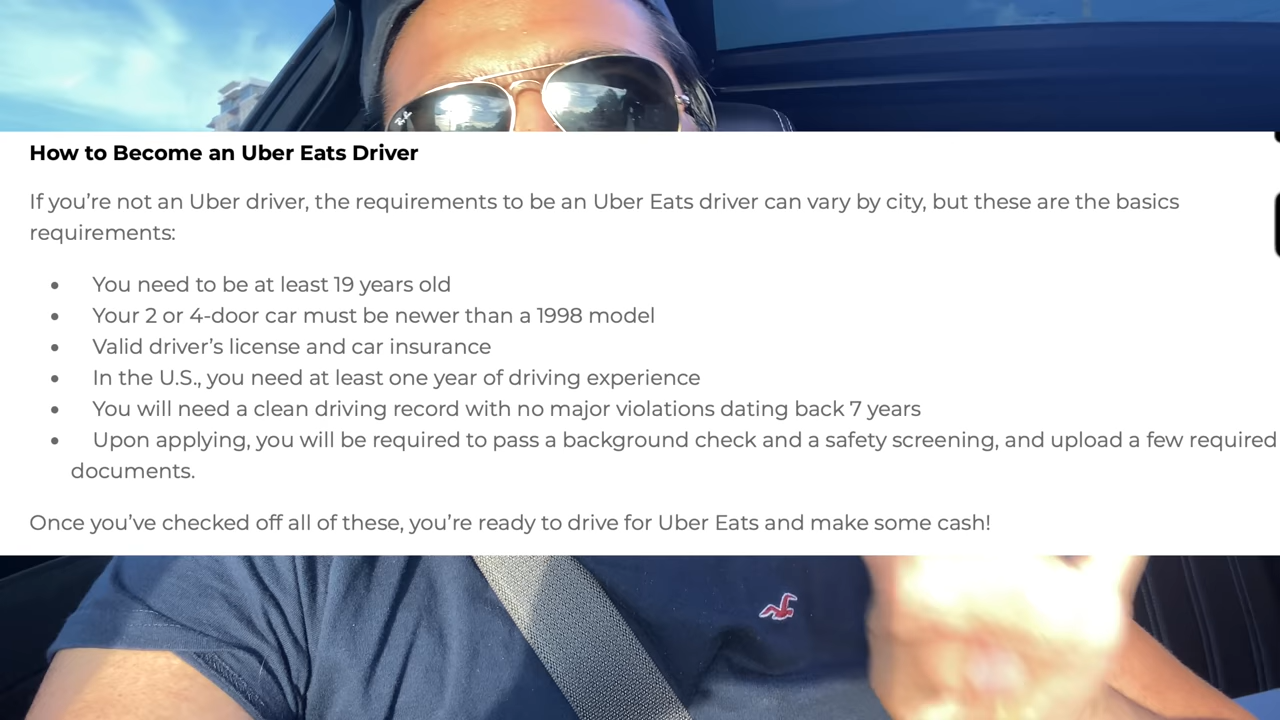 How to Become an Uber Eats Driver
If you’re not an Uber driver, the requirements to be an Uber Eats driver can vary by city, but these are the basics
requirements:
• You need to be at least 19 years old
• Your 2 or 4-door car must be newer than a 1998 model
• Valid driver’s license and car insurance
• In the U.S., you need at least one year of driving experience
• You will need a clean driving record with no major violations dating back 7 years
• Upon applying, you will be required to pass a background check and a safety screening, and upload a few required
documents.
Once you’ve checked off all of these, you’re ready to drive for Uber Eats and make some cash!